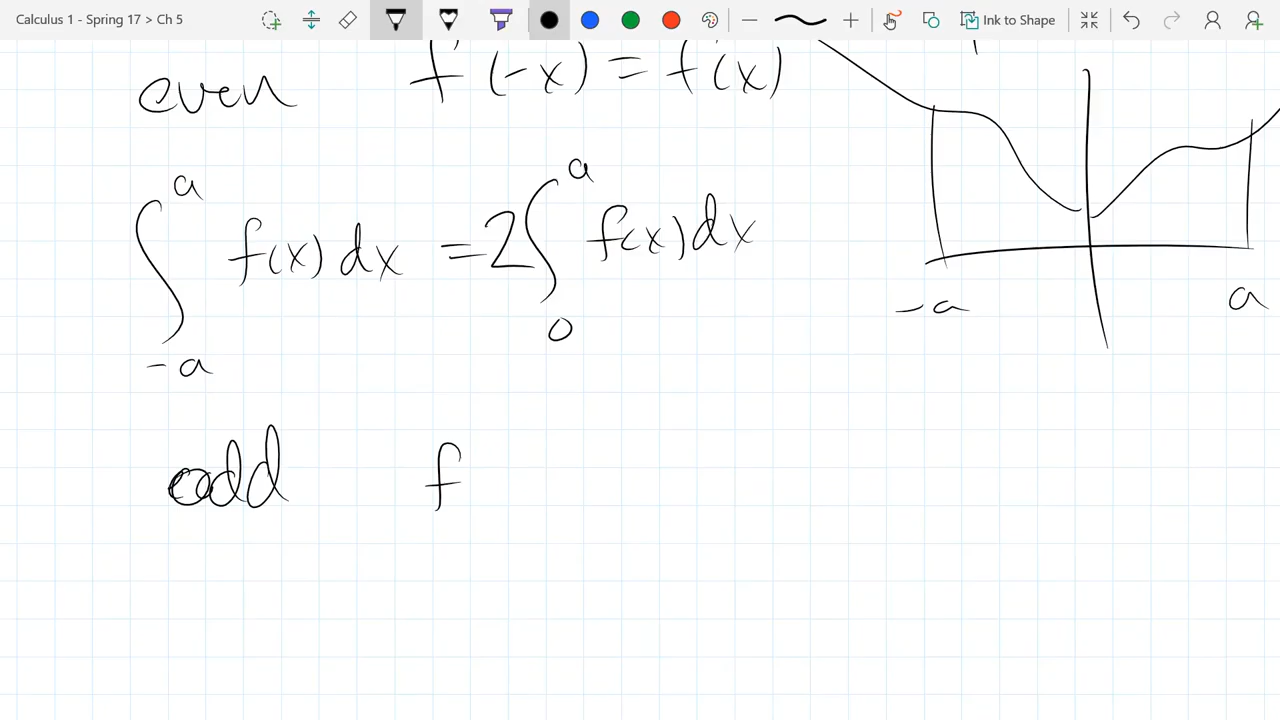 Calculus 1 - Spring 17 > Ch 5
Ink to Shape
even f(-x) = f(x)
∫_{-a}^{a} f(x) dx = 2 ∫_{0}^{a} f(x) dx
-a a
odd f